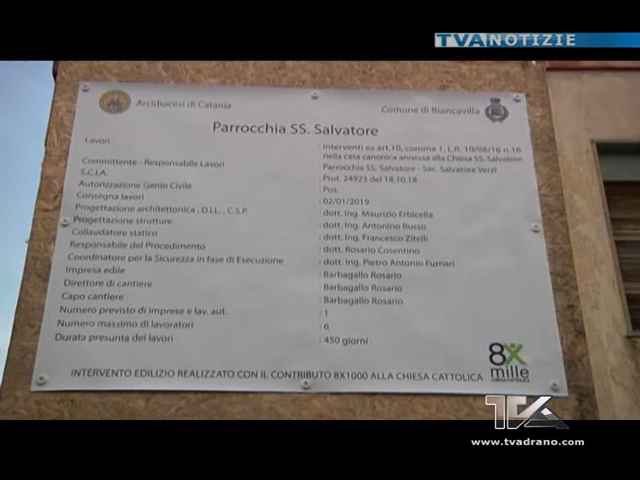 TVANOTIZIE
Arcidiocesi di Catania
Comune di Biancavilla
Parrocchia SS. Salvatore
Lavori : Interventi ex art.10, comma 1, L.R. 10/08/16 n.16
nella casa canonica annessa alla Chiesa SS. Salvatore
Committente - Responsabile Lavori : Parrocchia SS. Salvatore - Sac. Salvatore Verzì
S.C.I.A. : Prot. 24923 del 18.10.18
Autorizzazione Genio Civile : Pos.
Consegna lavori : 02/01/2019
Progettazione architettonica , D.L., C.S.P. : dott. Ing. Maurizio Erbicella
Progettazione strutture : dott. Ing. Antonino Russo
Collaudatore statico : dott. Ing. Francesco Zitelli
Responsabile del Procedimento : dott. Rosario Cosentino
Coordinatore per la Sicurezza in fase di Esecuzione : dott. Ing. Pietro Antonio Furnari
Impresa edile : Barbagallo Rosario
Direttore di cantiere : Barbagallo Rosario
Capo cantiere : Barbagallo Rosario
Numero previsto di imprese e lav. aut. : 1
Numero massimo di lavoratori : 6
Durata presunta dei lavori : 450 giorni
8X
mille
INTERVENTO EDILIZIO REALIZZATO CON IL CONTRIBUTO 8X1000 ALLA CHIESA CATTOLICA
TVA
www.tvadrano.com